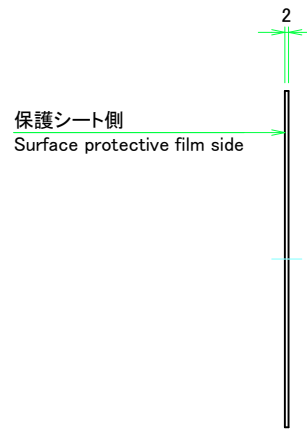 2
保護シート側
Surface protective film side